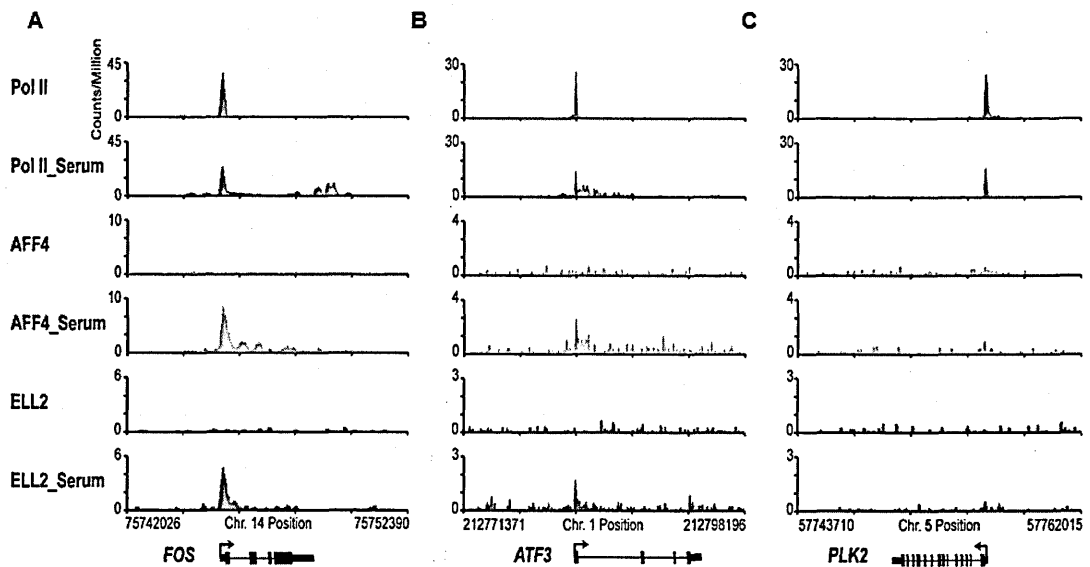 A B C
Counts/Million
Pol II 45 0 30 0 30 0
Pol II_Serum 45 0 30 0 30 0
AFF4 10 0 4 0 4 0
AFF4_Serum 10 0 4 0 4 0
ELL2 6 0 3 0 3 0
ELL2_Serum 6 0 3 0 3 0
75742026 Chr. 14 Position 75752390 212771371 Chr. 1 Position 212798196 57743710 Chr. 5 Position 57762015
FOS ATF3 PLK2